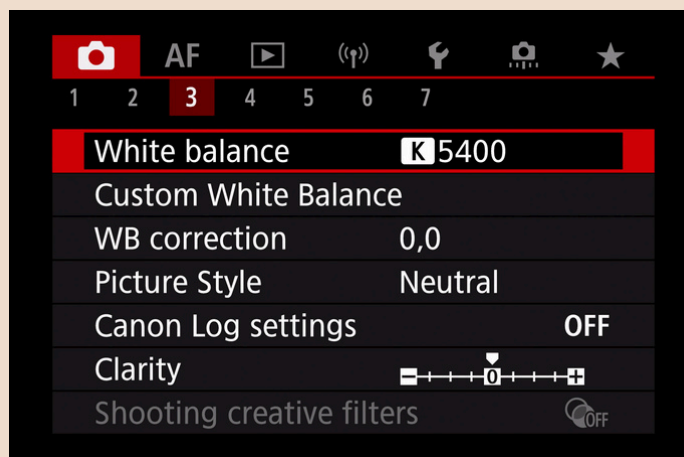 AF
1 2 3 4 5 6 7
White balance K 5400
Custom White Balance
WB correction 0,0
Picture Style Neutral
Canon Log settings OFF
Clarity 0
Shooting creative filters OFF